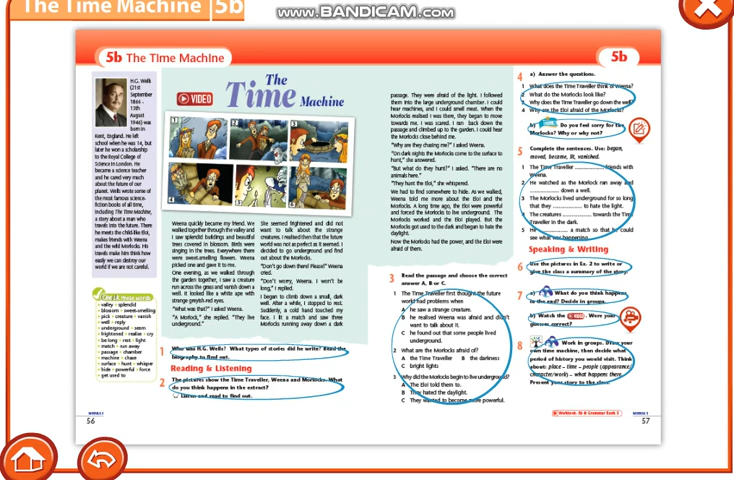 The Time Machine 5b
www.BANDICAM.com
5b The Time Machine
5b
H.G. Wells
(21st
September
1866 -
13th
August
1946) was
born in
Kent, England. He left
school when he was 14, but
later he won a scholarship
to the Royal College of
Science in London. He
became a science teacher
and he cared very much
about the future of our
planet. Wells wrote some of
the most famous science-
fiction books of all time,
including The Time Machine,
a story about a man who
travels into the future. There
he meets the child-like Eloi,
makes friends with Weena
and the wild Morlocks. His
travels make him think how
easily we can destroy our
world if we are not careful.
Check these words
valley - splendid
blossom - sweet-smelling
pick - creature - vanish
well - reply
underground - seem
frightened - realise - cry
be long - rest - light
match - run away
passage - chamber
machine - chase
surface - hunt - whisper
hide - powerful - force
get used to
VIDEO
The
Time Machine
1 2 3
4 5 6
Weena quickly became my friend. We
walked together through the valley and
I saw splendid buildings and beautiful
trees covered in blossom. Birds were
singing in the trees. Everywhere there
were sweet-smelling flowers. Weena
picked one and gave it to me.
One evening, as we walked through
the garden together, I saw a creature
run across the grass and vanish down a
well. It looked like a white ape with
strange greyish-red eyes.
"What was that?" I asked Weena.
"A Morlock," she replied. "They live
underground."
She seemed frightened and did not
want to talk about the strange
creatures. I realised then that the future
world was not as perfect as it seemed. I
decided to go underground and find
out about the Morlocks.
"Don't go down there! Please!" Weena
cried.
"Don't worry, Weena. I won't be
long," I replied.
I began to climb down a small, dark
well. After a while, I stopped to rest.
Suddenly, a cold hand touched my
face. I lit a match and saw three
Morlocks running away down a dark
passage. They were afraid of the light. I followed
them into the large underground chamber. I could
hear machines, and I could smell meat. When the
Morlocks realised I was there, they began to move
towards me. I was scared. I ran back down the
passage and climbed up to the garden. I could hear
the Morlocks close behind me.
"Why are they chasing me?" I asked Weena.
"On dark nights the Morlocks come to the surface to
hunt," she answered.
"But what do they hunt?" I asked. "There are no
animals here."
"They hunt the Eloi," she whispered.
We had to find somewhere to hide. As we walked,
Weena told me more about the Eloi and the
Morlocks. A long time ago, the Eloi were powerful
and forced the Morlocks to live underground. The
Morlocks worked and the Eloi played. But the
Morlocks got used to the dark and began to hate the
daylight.
Now the Morlocks had the power, and the Eloi were
afraid of them.
1 Who was H.G. Wells? What types of stories did he write? Read the
biography to find out.
Reading & Listening
2 The pictures show the Time Traveller, Weena and Morlocks. What
do you think happens in the extract?
Listen and read to find out.
3 Read the passage and choose the correct
answer A, B or C.
1 The Time Traveller first thought the future
world had problems when
A he saw a strange creature.
B he realised Weena was afraid and didn't
want to talk about it.
C he found out that some people lived
underground.
2 What are the Morlocks afraid of?
A the Time Traveller B the darkness
C bright lights
3 Why did the Morlocks begin to live underground?
A The Eloi told them to.
B They hated the daylight.
C They wanted to become more powerful.
4 a) Answer the questions.
1 What does the Time Traveller think of Weena?
2 What do the Morlocks look like?
3 Why does the Time Traveller go down the well?
4 Why are the Eloi afraid of the Morlocks?
b) Do you feel sorry for the
Morlocks? Why or why not?
5 Complete the sentences. Use: began,
moved, became, lit, vanished.
1 The Time Traveller ............ friends with
Weena.
2 He watched as the Morlock ran away and
............ down a well.
3 The Morlocks lived underground for so long
that they ............ to hate the light.
4 The creatures ............ towards the Time
Traveller in the dark.
5 He ............ a match so that he could
see what was happening.
Speaking & Writing
6 Use the pictures in Ex. 2 to write or
give the class a summary of the story.
7 a) What do you think happens
in the end? Decide in groups.
b) Watch the VIDEO. Were your
guesses correct?
8 Work in groups. Draw your
own time machine, then decide what
period of history you would visit. Think
about: place - time - people (appearance,
character/work) - what happens there.
Present your story to the class.
MODULE 5
56
MODULE 5
57